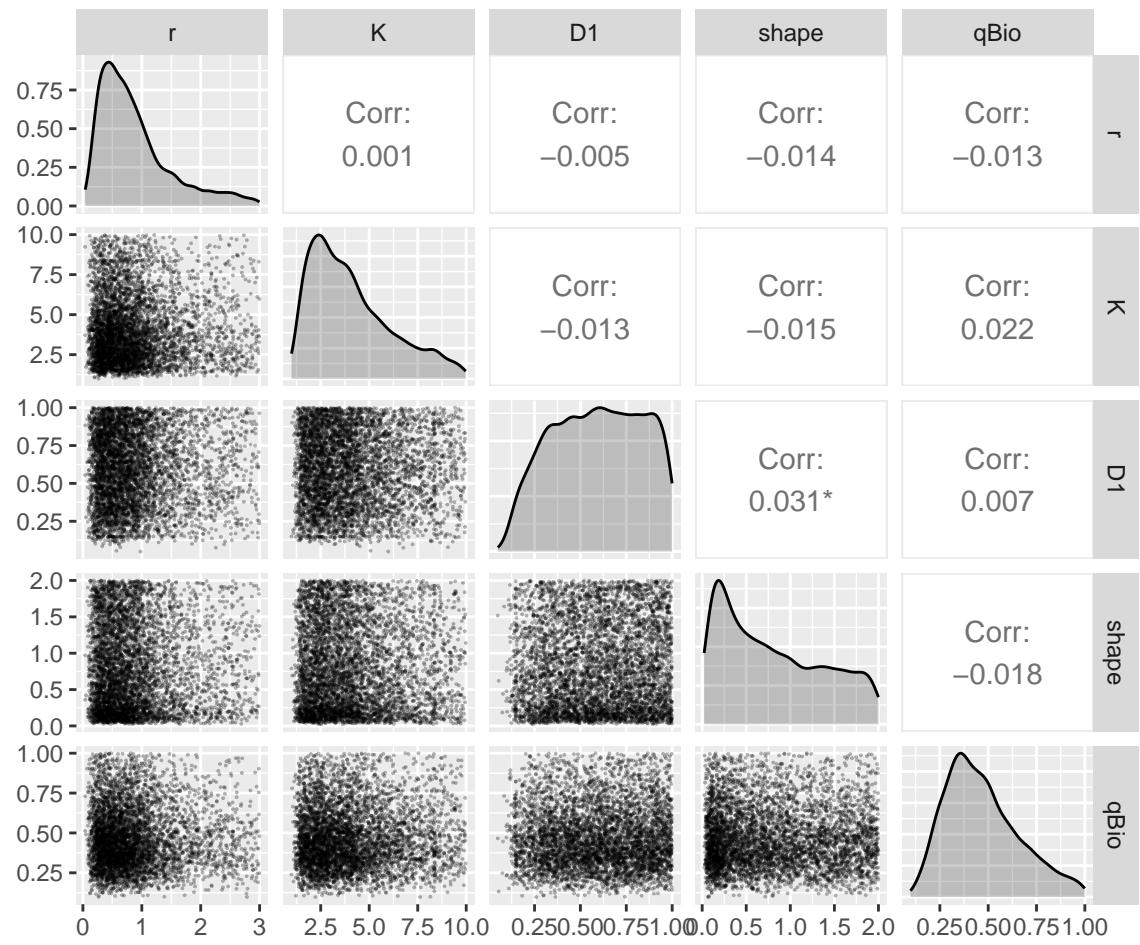 r K D1 shape qBio
0.75
0.50
0.25
0.00
Corr:
0.001
Corr:
−0.005
Corr:
−0.014
Corr:
−0.013
r
10.0
7.5
5.0
2.5
Corr:
−0.013
Corr:
−0.015
Corr:
0.022
K
1.00
0.75
0.50
0.25
Corr:
0.031*
Corr:
0.007
D1
2.0
1.5
1.0
0.5
0.0
Corr:
−0.018
shape
1.00
0.75
0.50
0.25
qBio
0 1 2 3 2.5 5.0 7.5 10.0 0.25 0.50 0.75 1.00 0.0 0.5 1.0 1.5 2.0 0.25 0.50 0.75 1.00